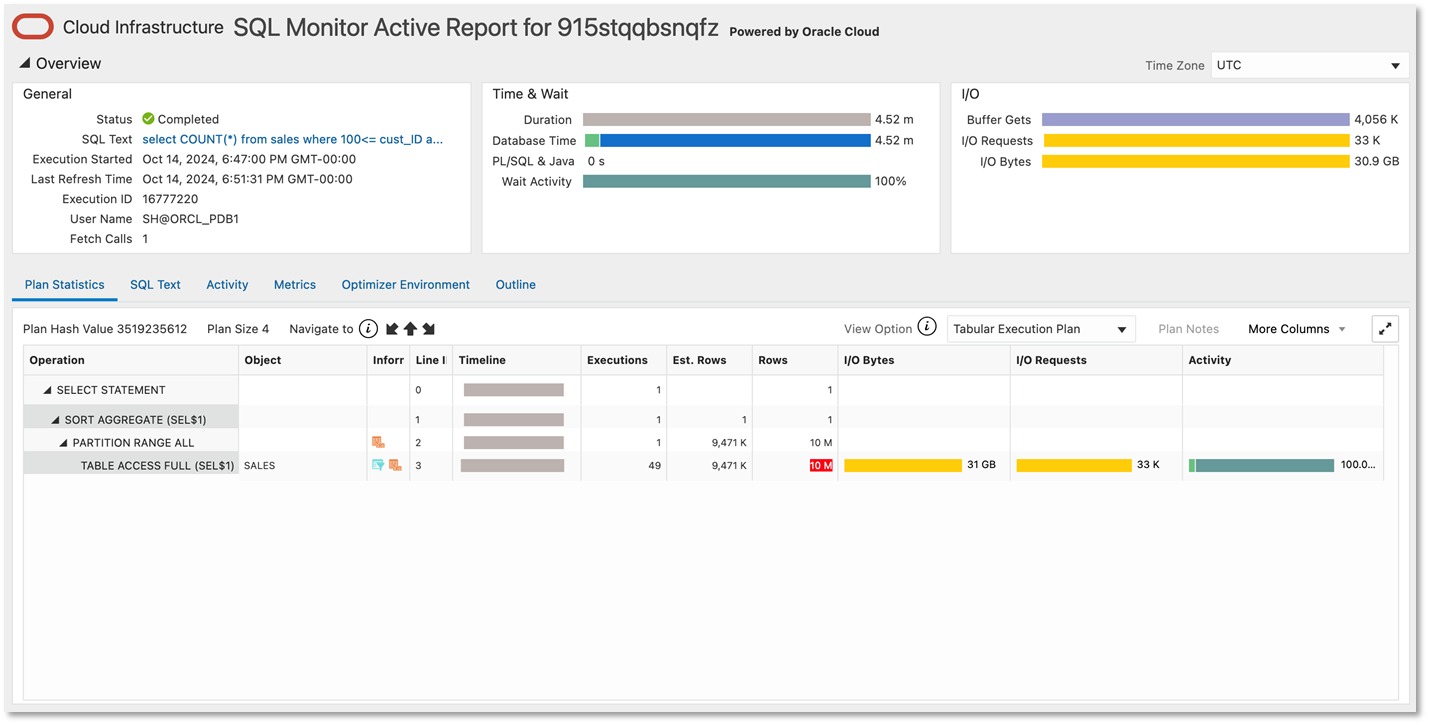 Cloud Infrastructure SQL Monitor Active Report for 915stqqbsnqfz Powered by Oracle Cloud
Overview
Time Zone UTC
General
Status Completed
SQL Text select COUNT(*) from sales where 100<= cust_ID a...
Execution Started Oct 14, 2024, 6:47:00 PM GMT-00:00
Last Refresh Time Oct 14, 2024, 6:51:31 PM GMT-00:00
Execution ID 16777220
User Name SH@ORCL_PDB1
Fetch Calls 1
Time & Wait
Duration 4.52 m
Database Time 4.52 m
PL/SQL & Java 0 s
Wait Activity 100%
I/O
Buffer Gets 4,056 K
I/O Requests 33 K
I/O Bytes 30.9 GB
Plan Statistics SQL Text Activity Metrics Optimizer Environment Outline
Plan Hash Value 3519235612 Plan Size 4 Navigate to View Option Tabular Execution Plan Plan Notes More Columns
Operation Object Inforr Line I Timeline Executions Est. Rows Rows I/O Bytes I/O Requests Activity
SELECT STATEMENT 0 1 1
SORT AGGREGATE (SEL$1) 1 1 1 1
PARTITION RANGE ALL 2 1 9,471 K 10 M
TABLE ACCESS FULL (SEL$1) SALES 3 49 9,471 K 10 M 31 GB 33 K 100.0...